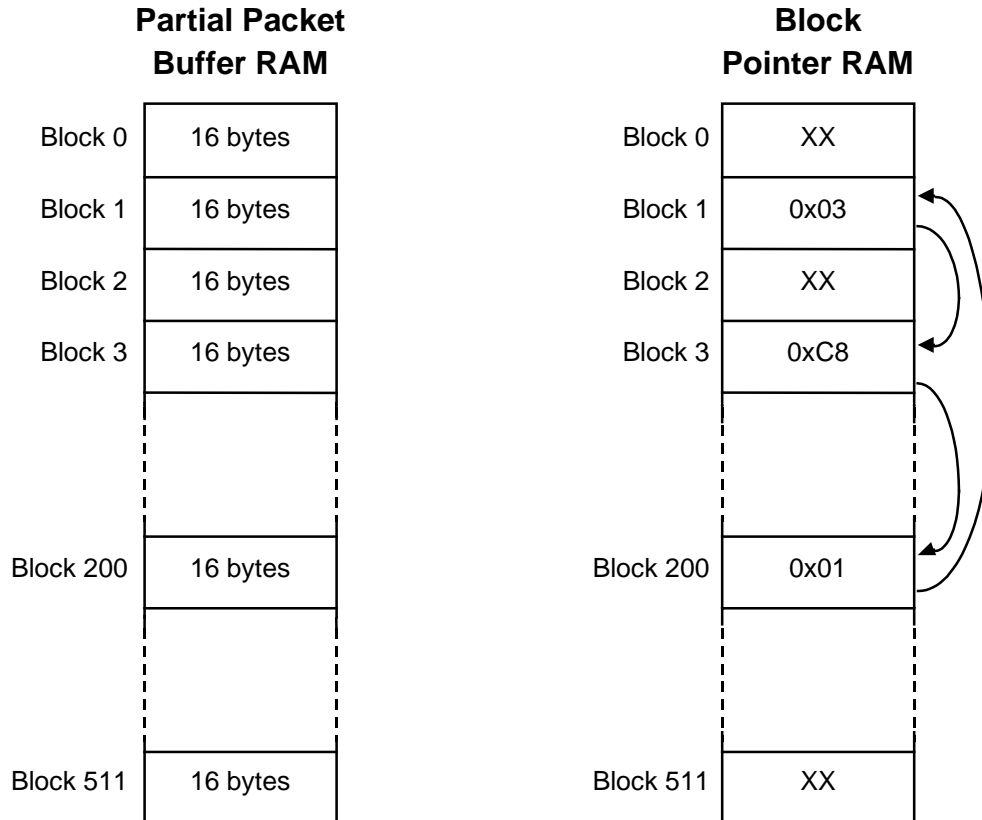 Partial Packet
Buffer RAM
Block 0 16 bytes
Block 1 16 bytes
Block 2 16 bytes
Block 3 16 bytes
Block 200 16 bytes
Block 511 16 bytes
Block
Pointer RAM
Block 0 XX
Block 1 0x03
Block 2 XX
Block 3 0xC8
Block 200 0x01
Block 511 XX